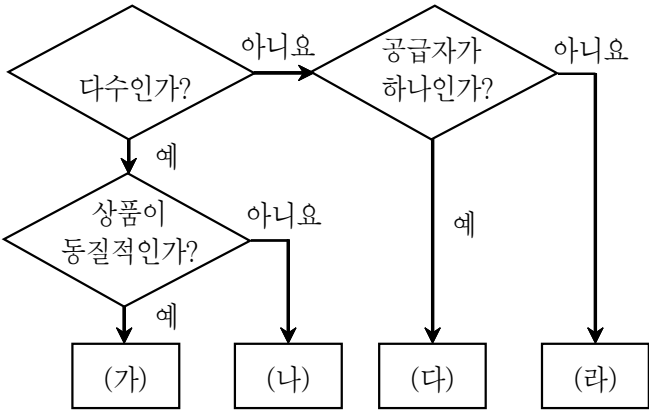 다수인가?
아니요
공급자가
하나인가?
아니요
예
상품이
동질적인가?
아니요
예
예
(가)
(나)
(다)
(라)